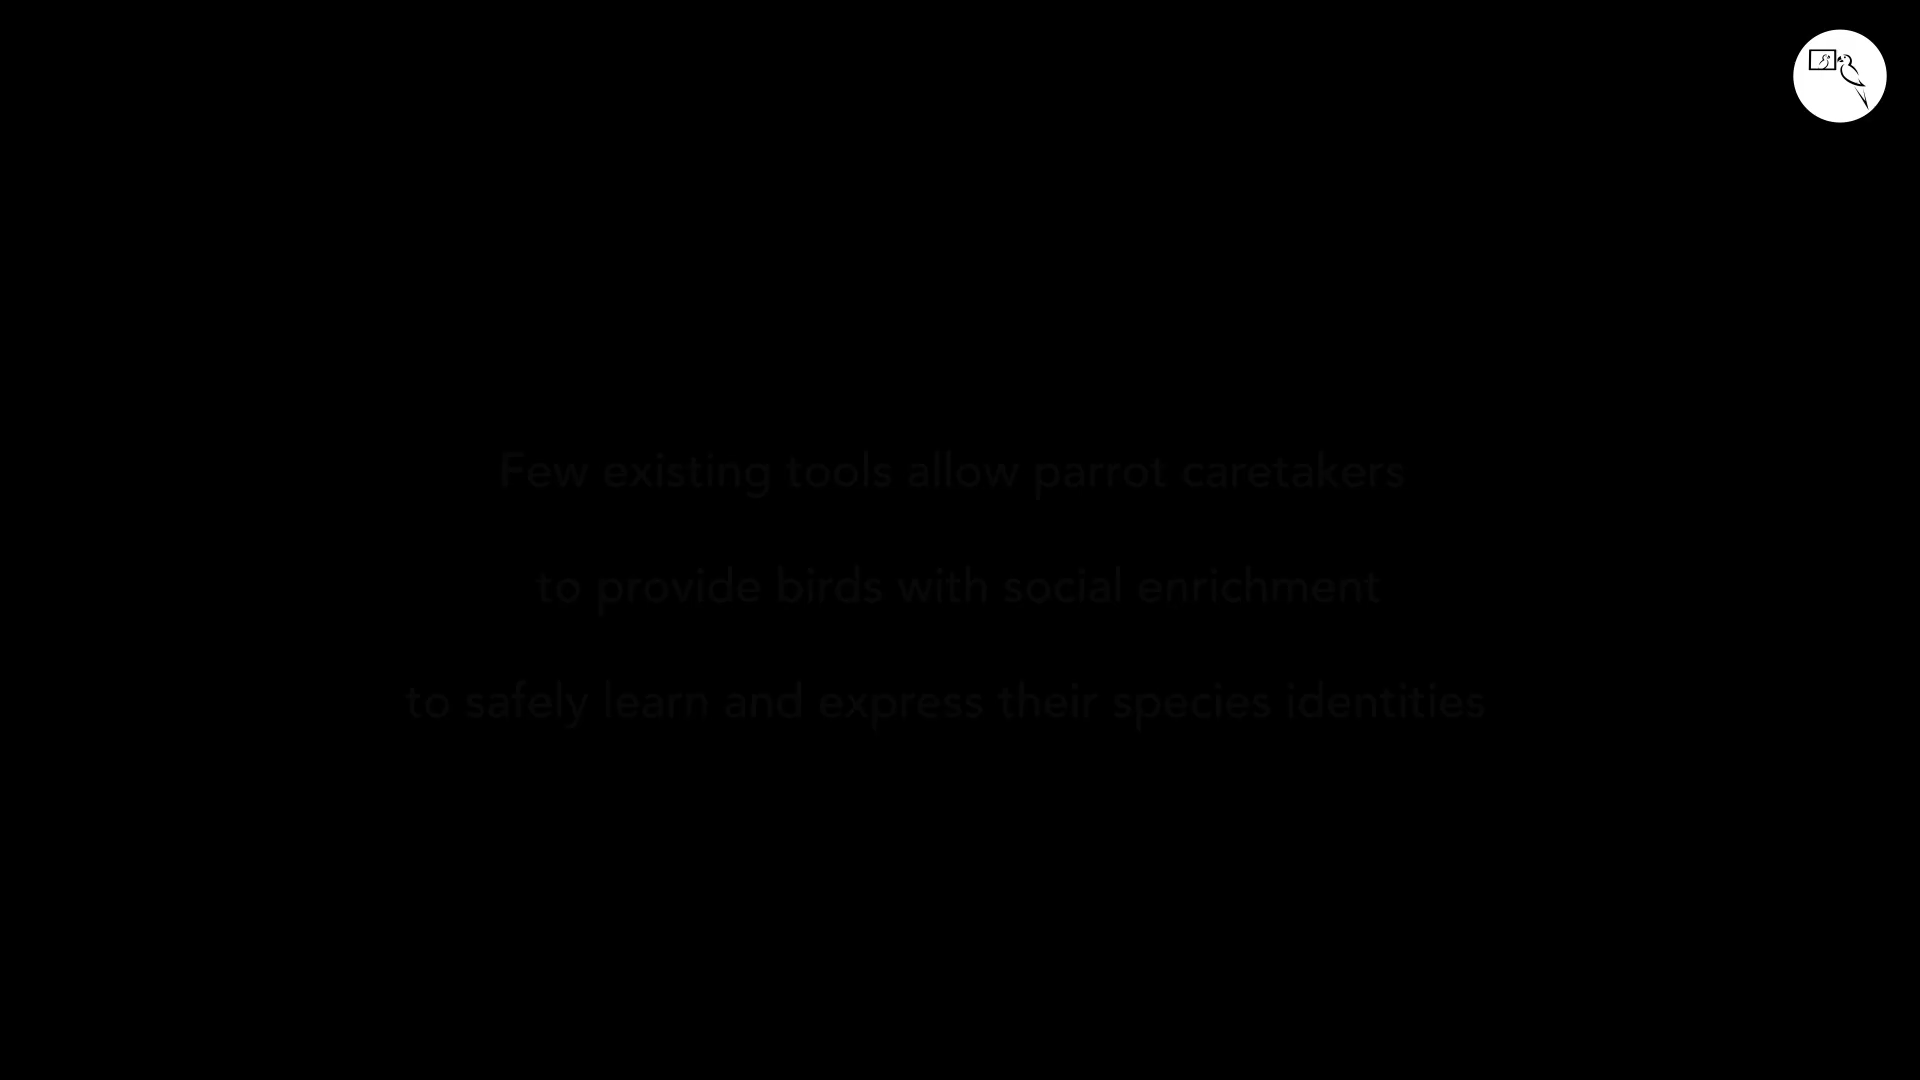 Few existing tools allow parrot caretakers
to provide birds with social enrichment
to safely learn and express their species identities